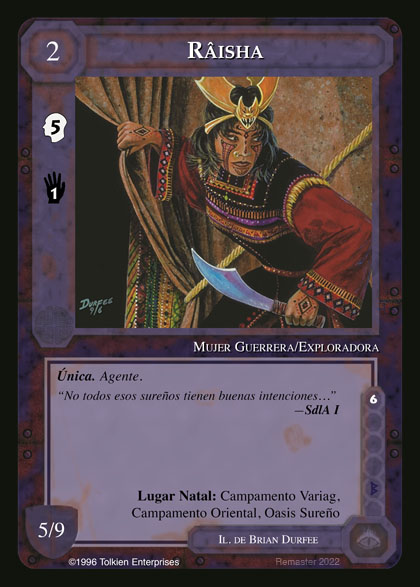 2
RÂISHA
5
1
DURFEE
9/6
MUJER GUERRERA/EXPLORADORA
Única. Agente.
“No todos esos sureños tienen buenas intenciones…”
—SdlA I
6
Lugar Natal: Campamento Variag,
Campamento Oriental, Oasis Sureño
5/9
IL. DE BRIAN DURFEE
©1996 Tolkien Enterprises
Remaster 2022